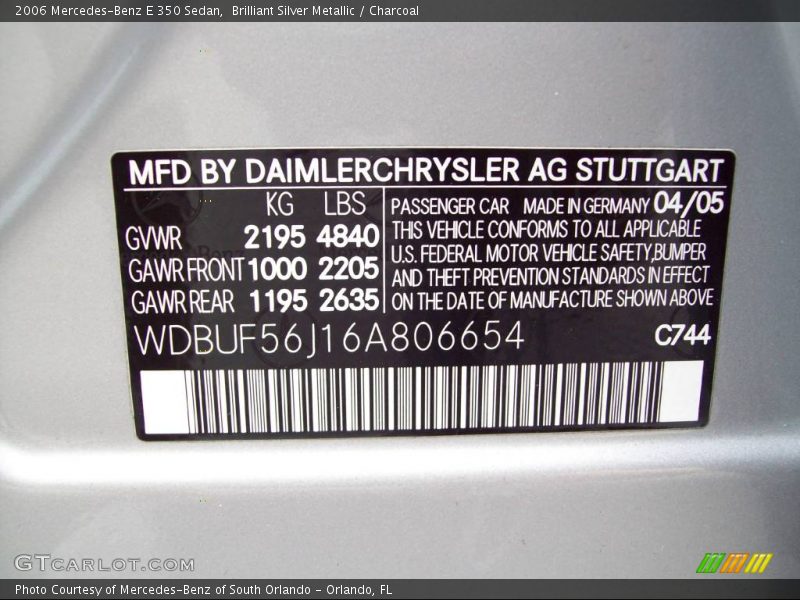 2006 Mercedes-Benz E 350 Sedan,  Brilliant Silver Metallic / Charcoal
MFD BY DAIMLERCHRYSLER AG STUTTGART
KG LBS
GVWR 2195 4840
GAWR FRONT 1000 2205
GAWR REAR 1195 2635
PASSENGER CAR MADE IN GERMANY 04/05
THIS VEHICLE CONFORMS TO ALL APPLICABLE
U.S. FEDERAL MOTOR VEHICLE SAFETY,BUMPER
AND THEFT PREVENTION STANDARDS IN EFFECT
ON THE DATE OF MANUFACTURE SHOWN ABOVE
WDBUF56J16A806654 C744
GTCARLOT.COM
Photo Courtesy of Mercedes-Benz of South Orlando - Orlando, FL